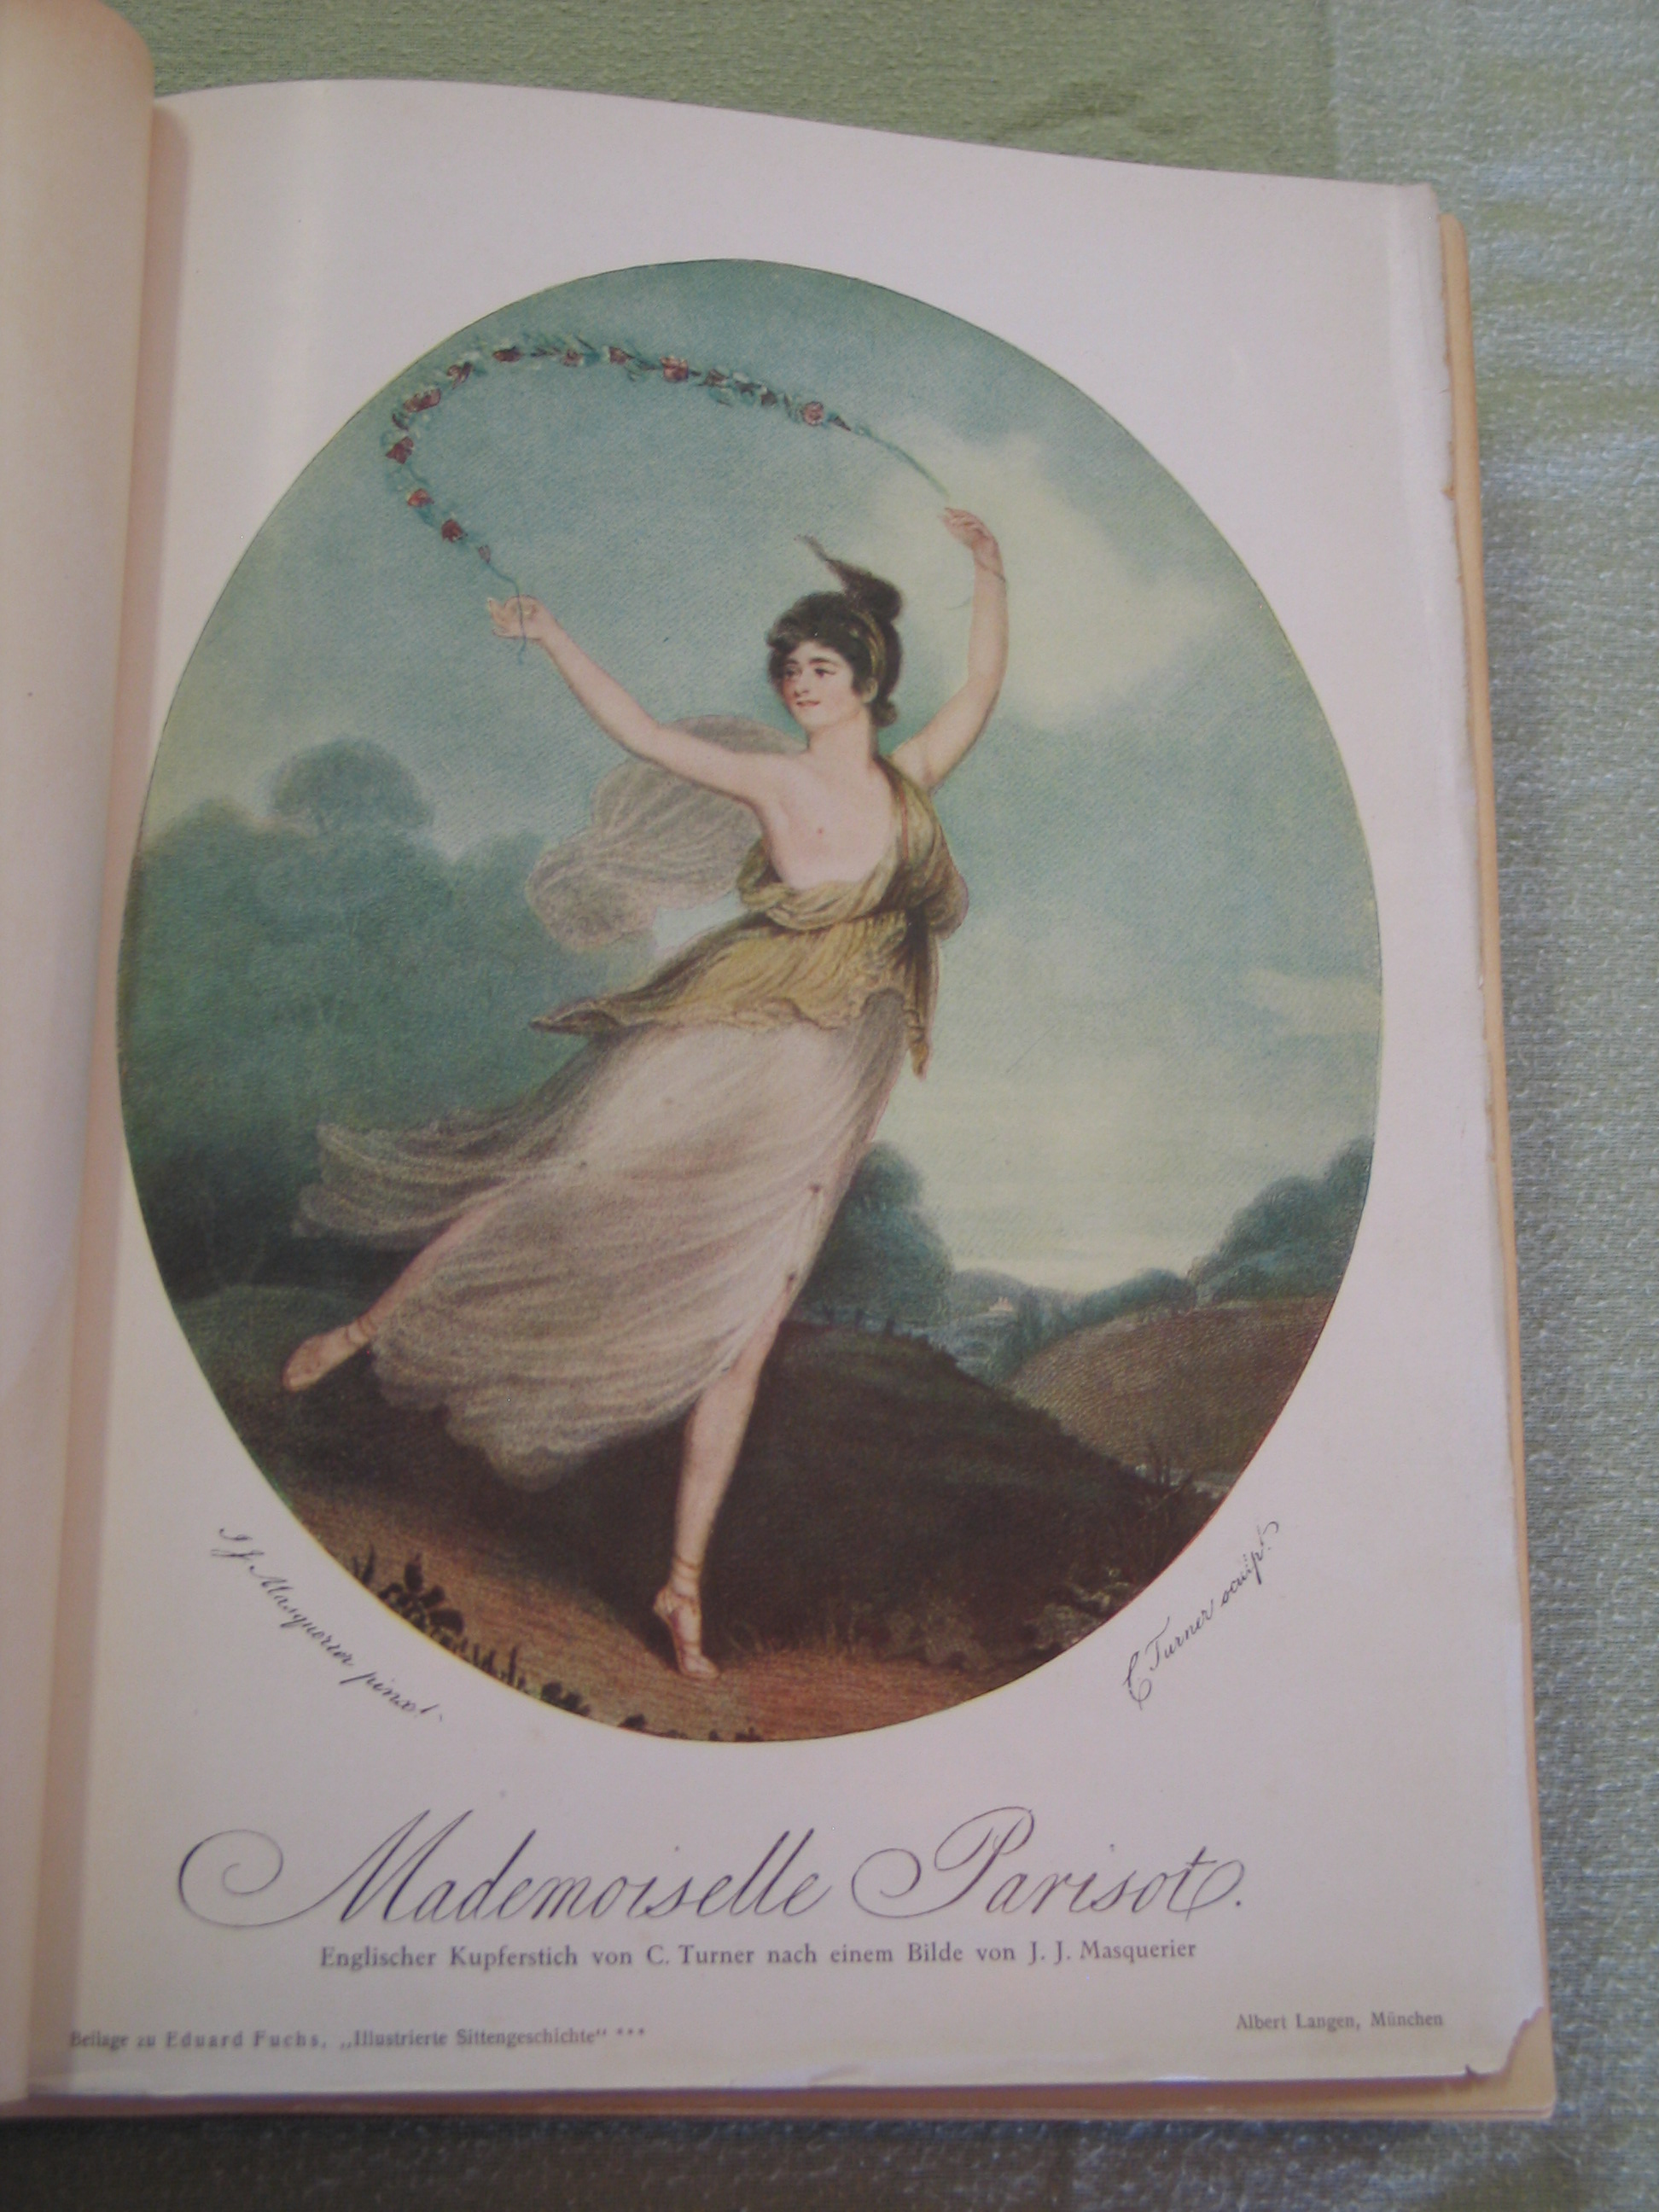 J J Masquerier pinxt.
C Turner sculpt.
Mademoiselle Parisot.
Englischer Kupferstich von C. Turner nach einem Bilde von J. J. Masquerier
Beilage zu Eduard Fuchs, „Illustrierte Sittengeschichte“ ***
Albert Langen, München